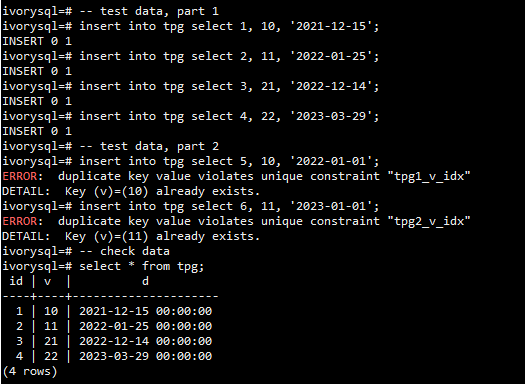 ivorysql=# -- test data, part 1
ivorysql=# insert into tpg select 1, 10, '2021-12-15';
INSERT 0 1
ivorysql=# insert into tpg select 2, 11, '2022-01-25';
INSERT 0 1
ivorysql=# insert into tpg select 3, 21, '2022-12-14';
INSERT 0 1
ivorysql=# insert into tpg select 4, 22, '2023-03-29';
INSERT 0 1
ivorysql=# -- test data, part 2
ivorysql=# insert into tpg select 5, 10, '2022-01-01';
ERROR:  duplicate key value violates unique constraint "tpg1_v_idx"
DETAIL:  Key (v)=(10) already exists.
ivorysql=# insert into tpg select 6, 11, '2023-01-01';
ERROR:  duplicate key value violates unique constraint "tpg2_v_idx"
DETAIL:  Key (v)=(11) already exists.
ivorysql=# -- check data
ivorysql=# select * from tpg;
 id | v  |          d
----+----+---------------------
  1 | 10 | 2021-12-15 00:00:00
  2 | 11 | 2022-01-25 00:00:00
  3 | 21 | 2022-12-14 00:00:00
  4 | 22 | 2023-03-29 00:00:00
(4 rows)